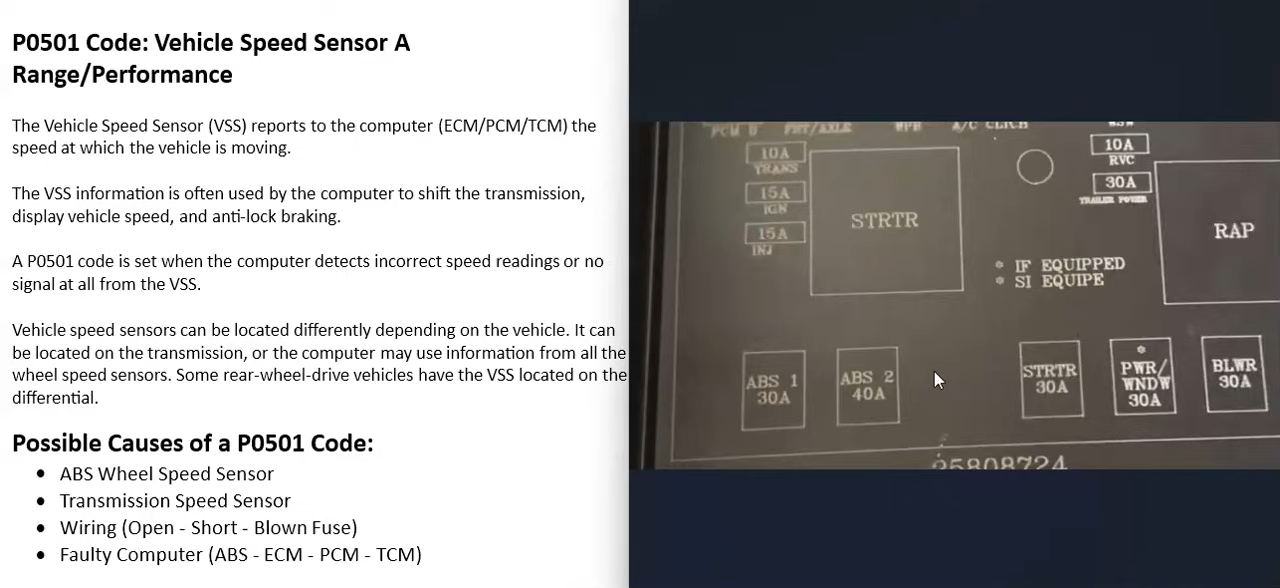 P0501 Code: Vehicle Speed Sensor A
Range/Performance
The Vehicle Speed Sensor (VSS) reports to the computer (ECM/PCM/TCM) the
speed at which the vehicle is moving.
The VSS information is often used by the computer to shift the transmission,
display vehicle speed, and anti-lock braking.
A P0501 code is set when the computer detects incorrect speed readings or no
signal at all from the VSS.
Vehicle speed sensors can be located differently depending on the vehicle. It can
be located on the transmission, or the computer may use information from all the
wheel speed sensors. Some rear-wheel-drive vehicles have the VSS located on the
differential.
Possible Causes of a P0501 Code:
• ABS Wheel Speed Sensor
• Transmission Speed Sensor
• Wiring (Open - Short - Blown Fuse)
• Faulty Computer (ABS - ECM - PCM - TCM)
FRT/AXLE
A/C CLTCH
10A
TRANS
15A
IGN
15A
INJ
STRTR
10A
RVC
30A
TRAILER POWER
RAP
* IF EQUIPPED
* SI EQUIPE
ABS 1
30A
ABS 2
40A
STRTR
30A
*
PWR/
WNDW
30A
BLWR
30A
25808724